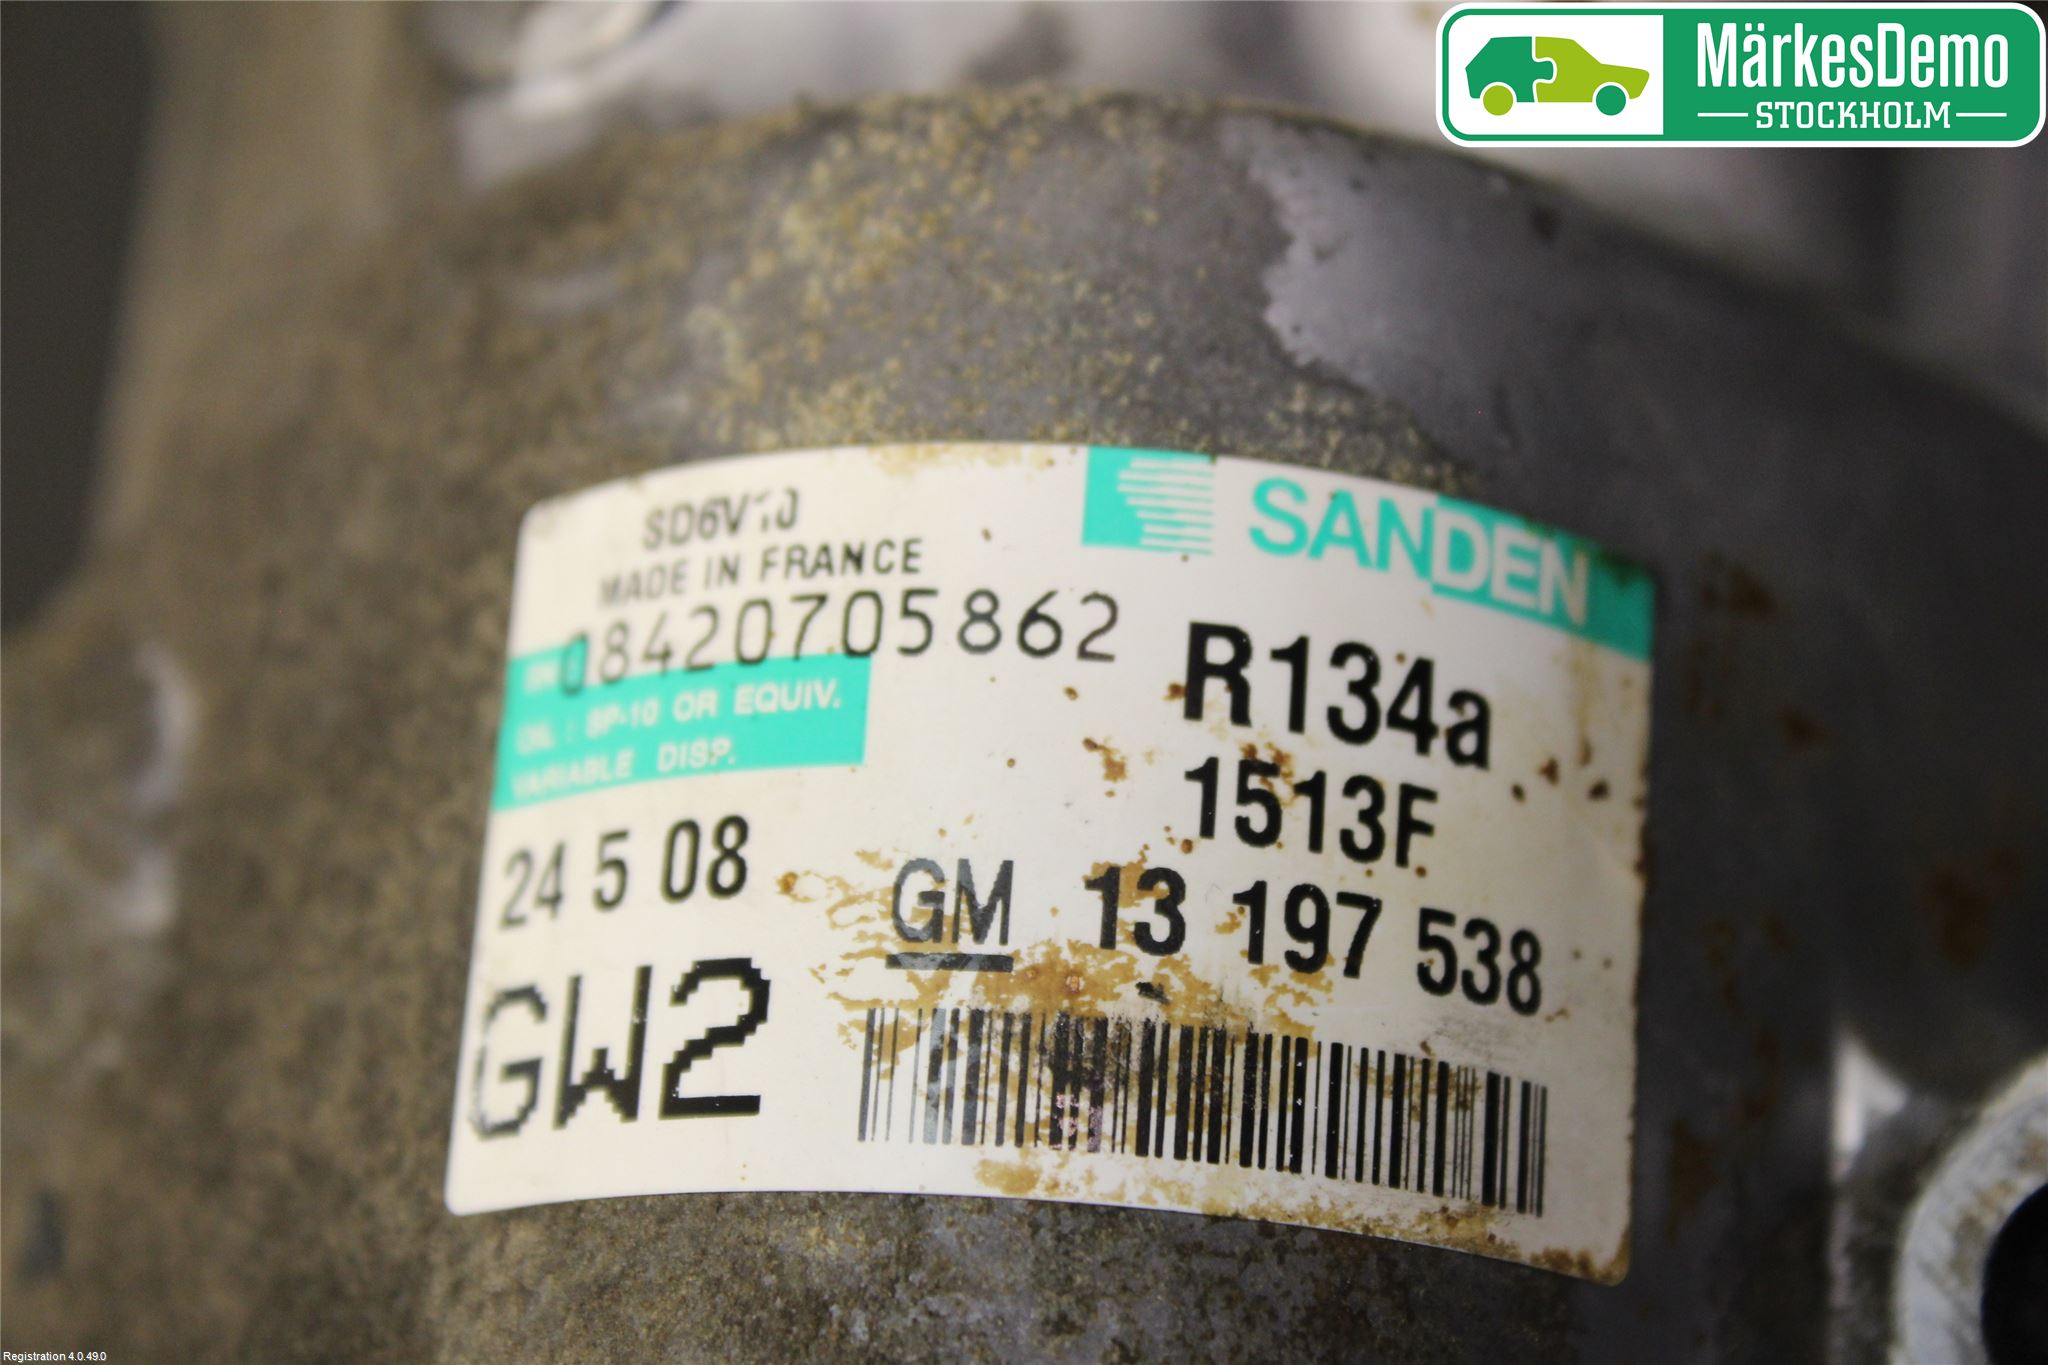 MärkesDemo
STOCKHOLM
SD6V10
SANDEN
MADE IN FRANCE
08420705862
R134a
OIL : SP-10 OR EQUIV.
VARIABLE DISP.
1513F
24 5 08
GM 13 197 538
GW2
Registration 4.0.49.0